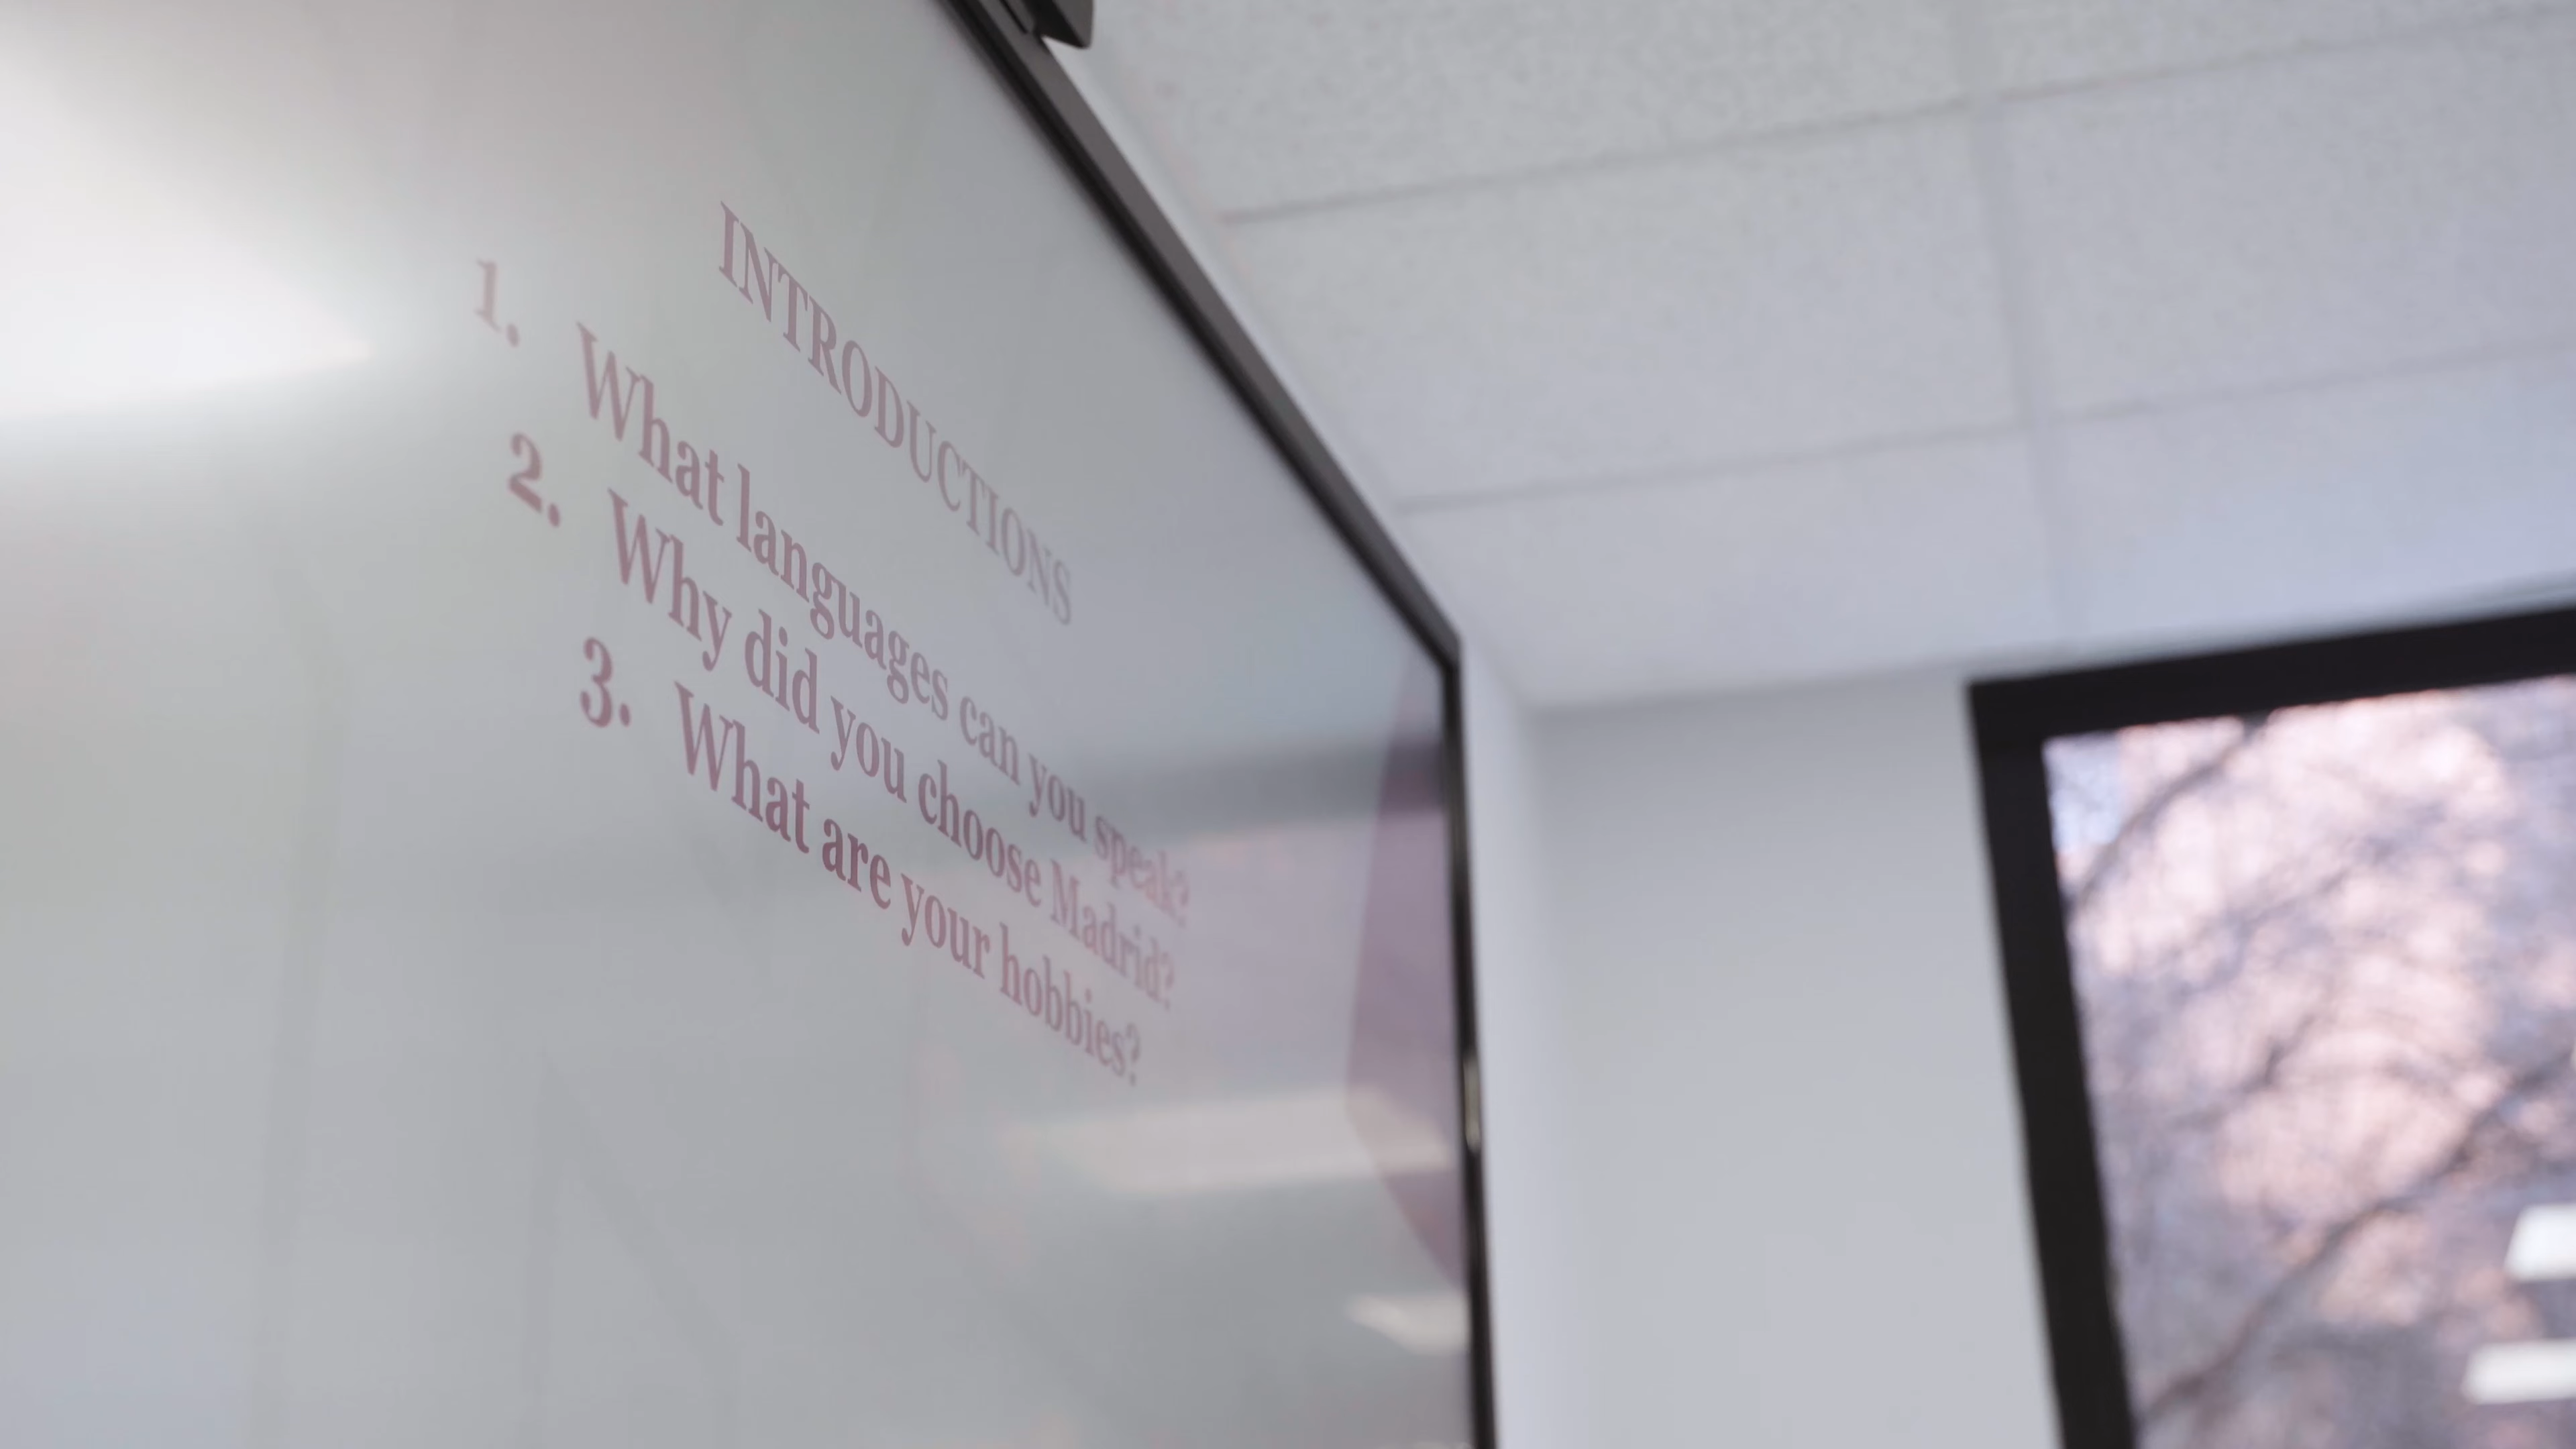 INTRODUCTIONS
1. What languages can you speak?
2. Why did you choose Madrid?
3. What are your hobbies?